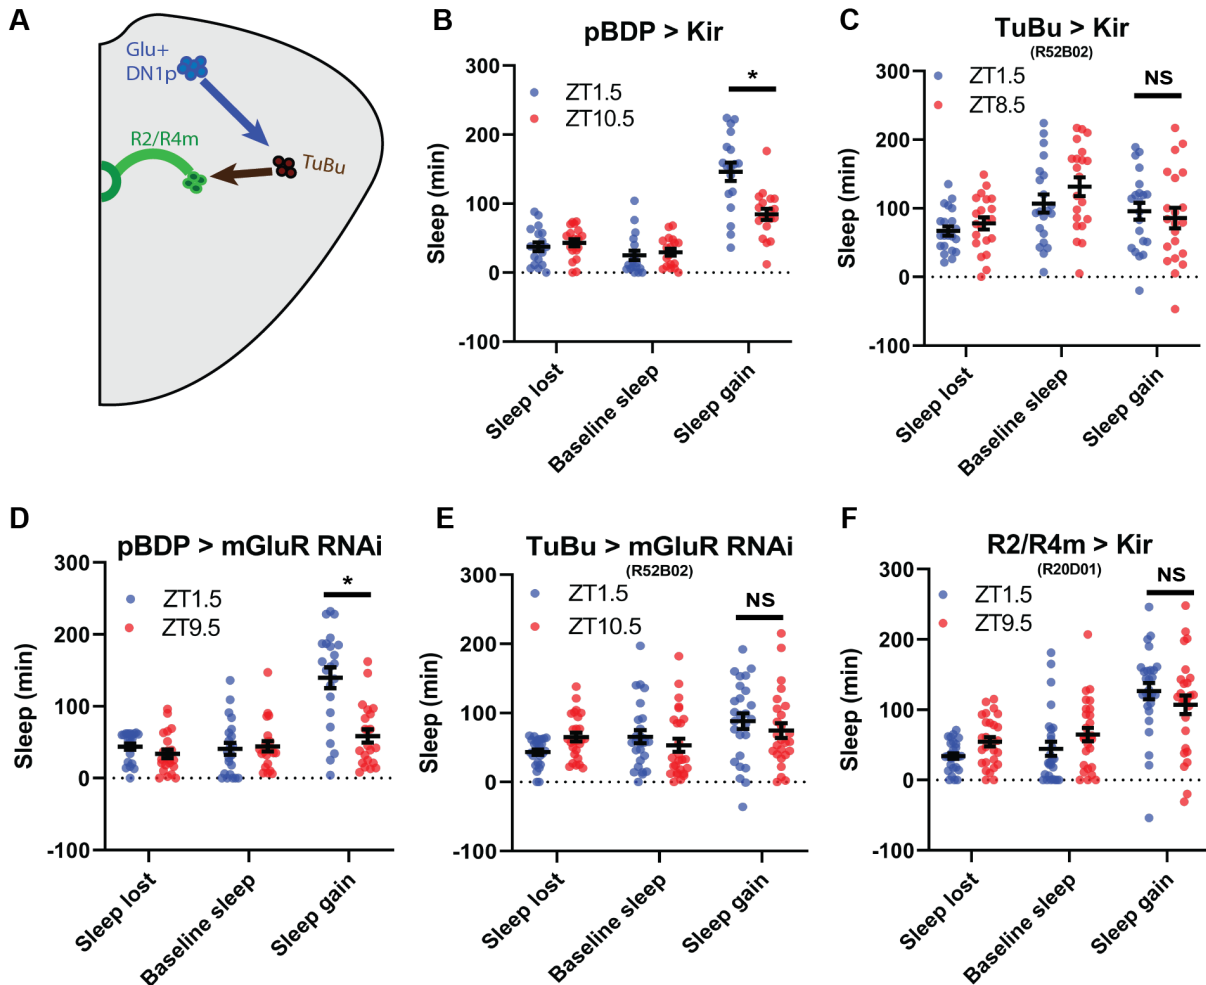 A
Glu+
DN1p
R2/R4m
TuBu
B
pBDP > Kir
ZT1.5
ZT10.5
*
300
200
100
0
-100
Sleep (min)
Sleep lost
Baseline sleep
Sleep gain
C
TuBu > Kir
(R52B02)
ZT1.5
ZT8.5
NS
300
200
100
0
-100
Sleep (min)
Sleep lost
Baseline sleep
Sleep gain
D
pBDP > mGluR RNAi
ZT1.5
ZT9.5
*
300
200
100
0
-100
Sleep (min)
Sleep lost
Baseline sleep
Sleep gain
E
TuBu > mGluR RNAi
(R52B02)
ZT1.5
ZT10.5
NS
300
200
100
0
-100
Sleep (min)
Sleep lost
Baseline sleep
Sleep gain
F
R2/R4m > Kir
(R20D01)
ZT1.5
ZT9.5
NS
300
200
100
0
-100
Sleep (min)
Sleep lost
Baseline sleep
Sleep gain